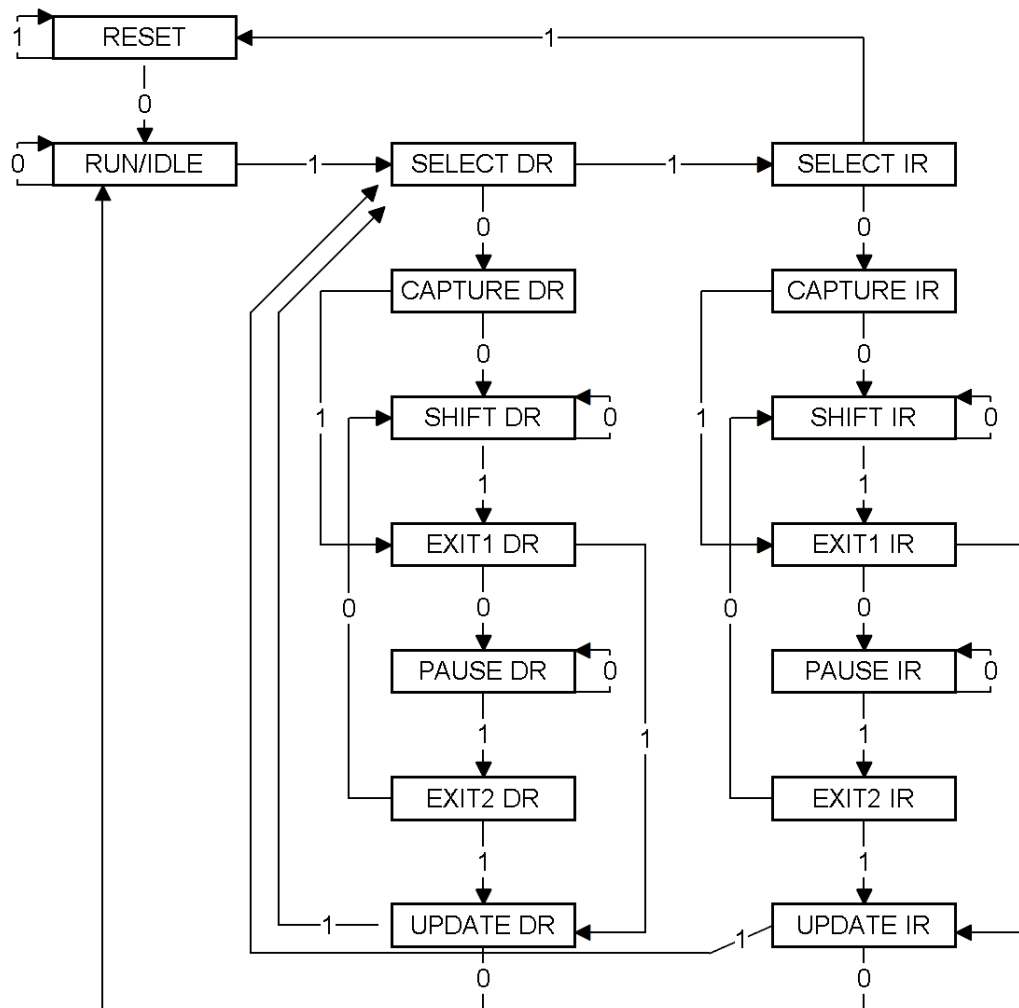 RESET
1
1
0
RUN/IDLE
0
1
SELECT DR
1
SELECT IR
0
0
CAPTURE DR
CAPTURE IR
0
0
SHIFT DR
0
SHIFT IR
0
1
1
1
1
EXIT1 DR
EXIT1 IR
0
0
0
0
PAUSE DR
0
PAUSE IR
0
1
1
1
EXIT2 DR
EXIT2 IR
1
1
UPDATE DR
UPDATE IR
1
1
0
0